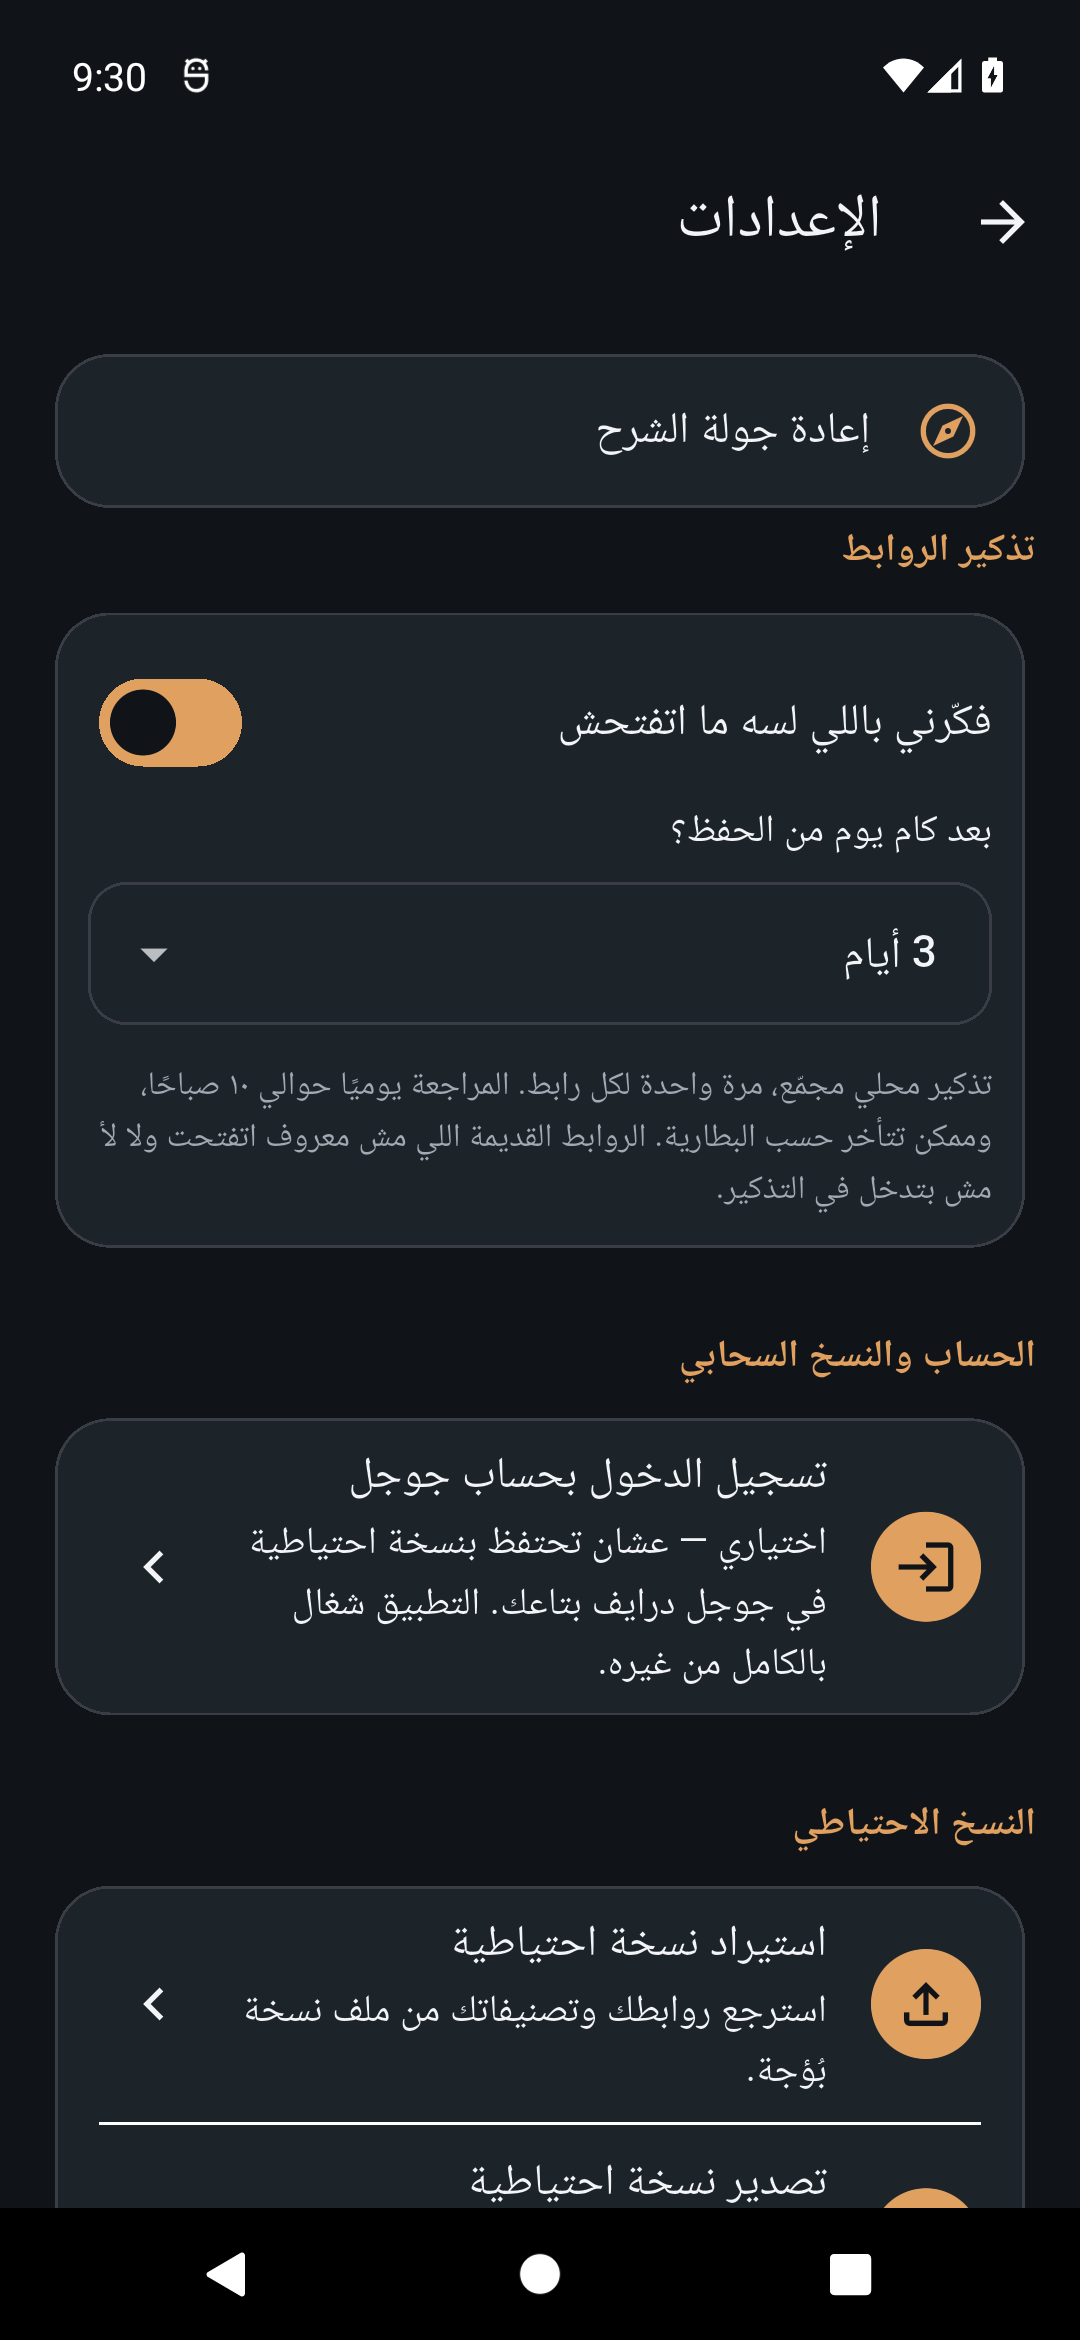 9:30
الإعدادات
إعادة جولة الشرح
تذكير الروابط
فكّرني باللي لسه ما اتفتحش
بعد كام يوم من الحفظ؟
3 أيام
تذكير محلي مجمّع، مرة واحدة لكل رابط. المراجعة يوميًا حوالي ١٠ صباحًا،
وممكن تتأخر حسب البطارية. الروابط القديمة اللي مش معروف اتفتحت ولا لأ
مش بتدخل في التذكير.
الحساب والنسخ السحابي
تسجيل الدخول بحساب جوجل
اختياري — عشان تحتفظ بنسخة احتياطية
في جوجل درايف بتاعك. التطبيق شغال
بالكامل من غيره.
النسخ الاحتياطي
استيراد نسخة احتياطية
استرجع روابطك وتصنيفاتك من ملف نسخة
بُؤجة.
تصدير نسخة احتياطية